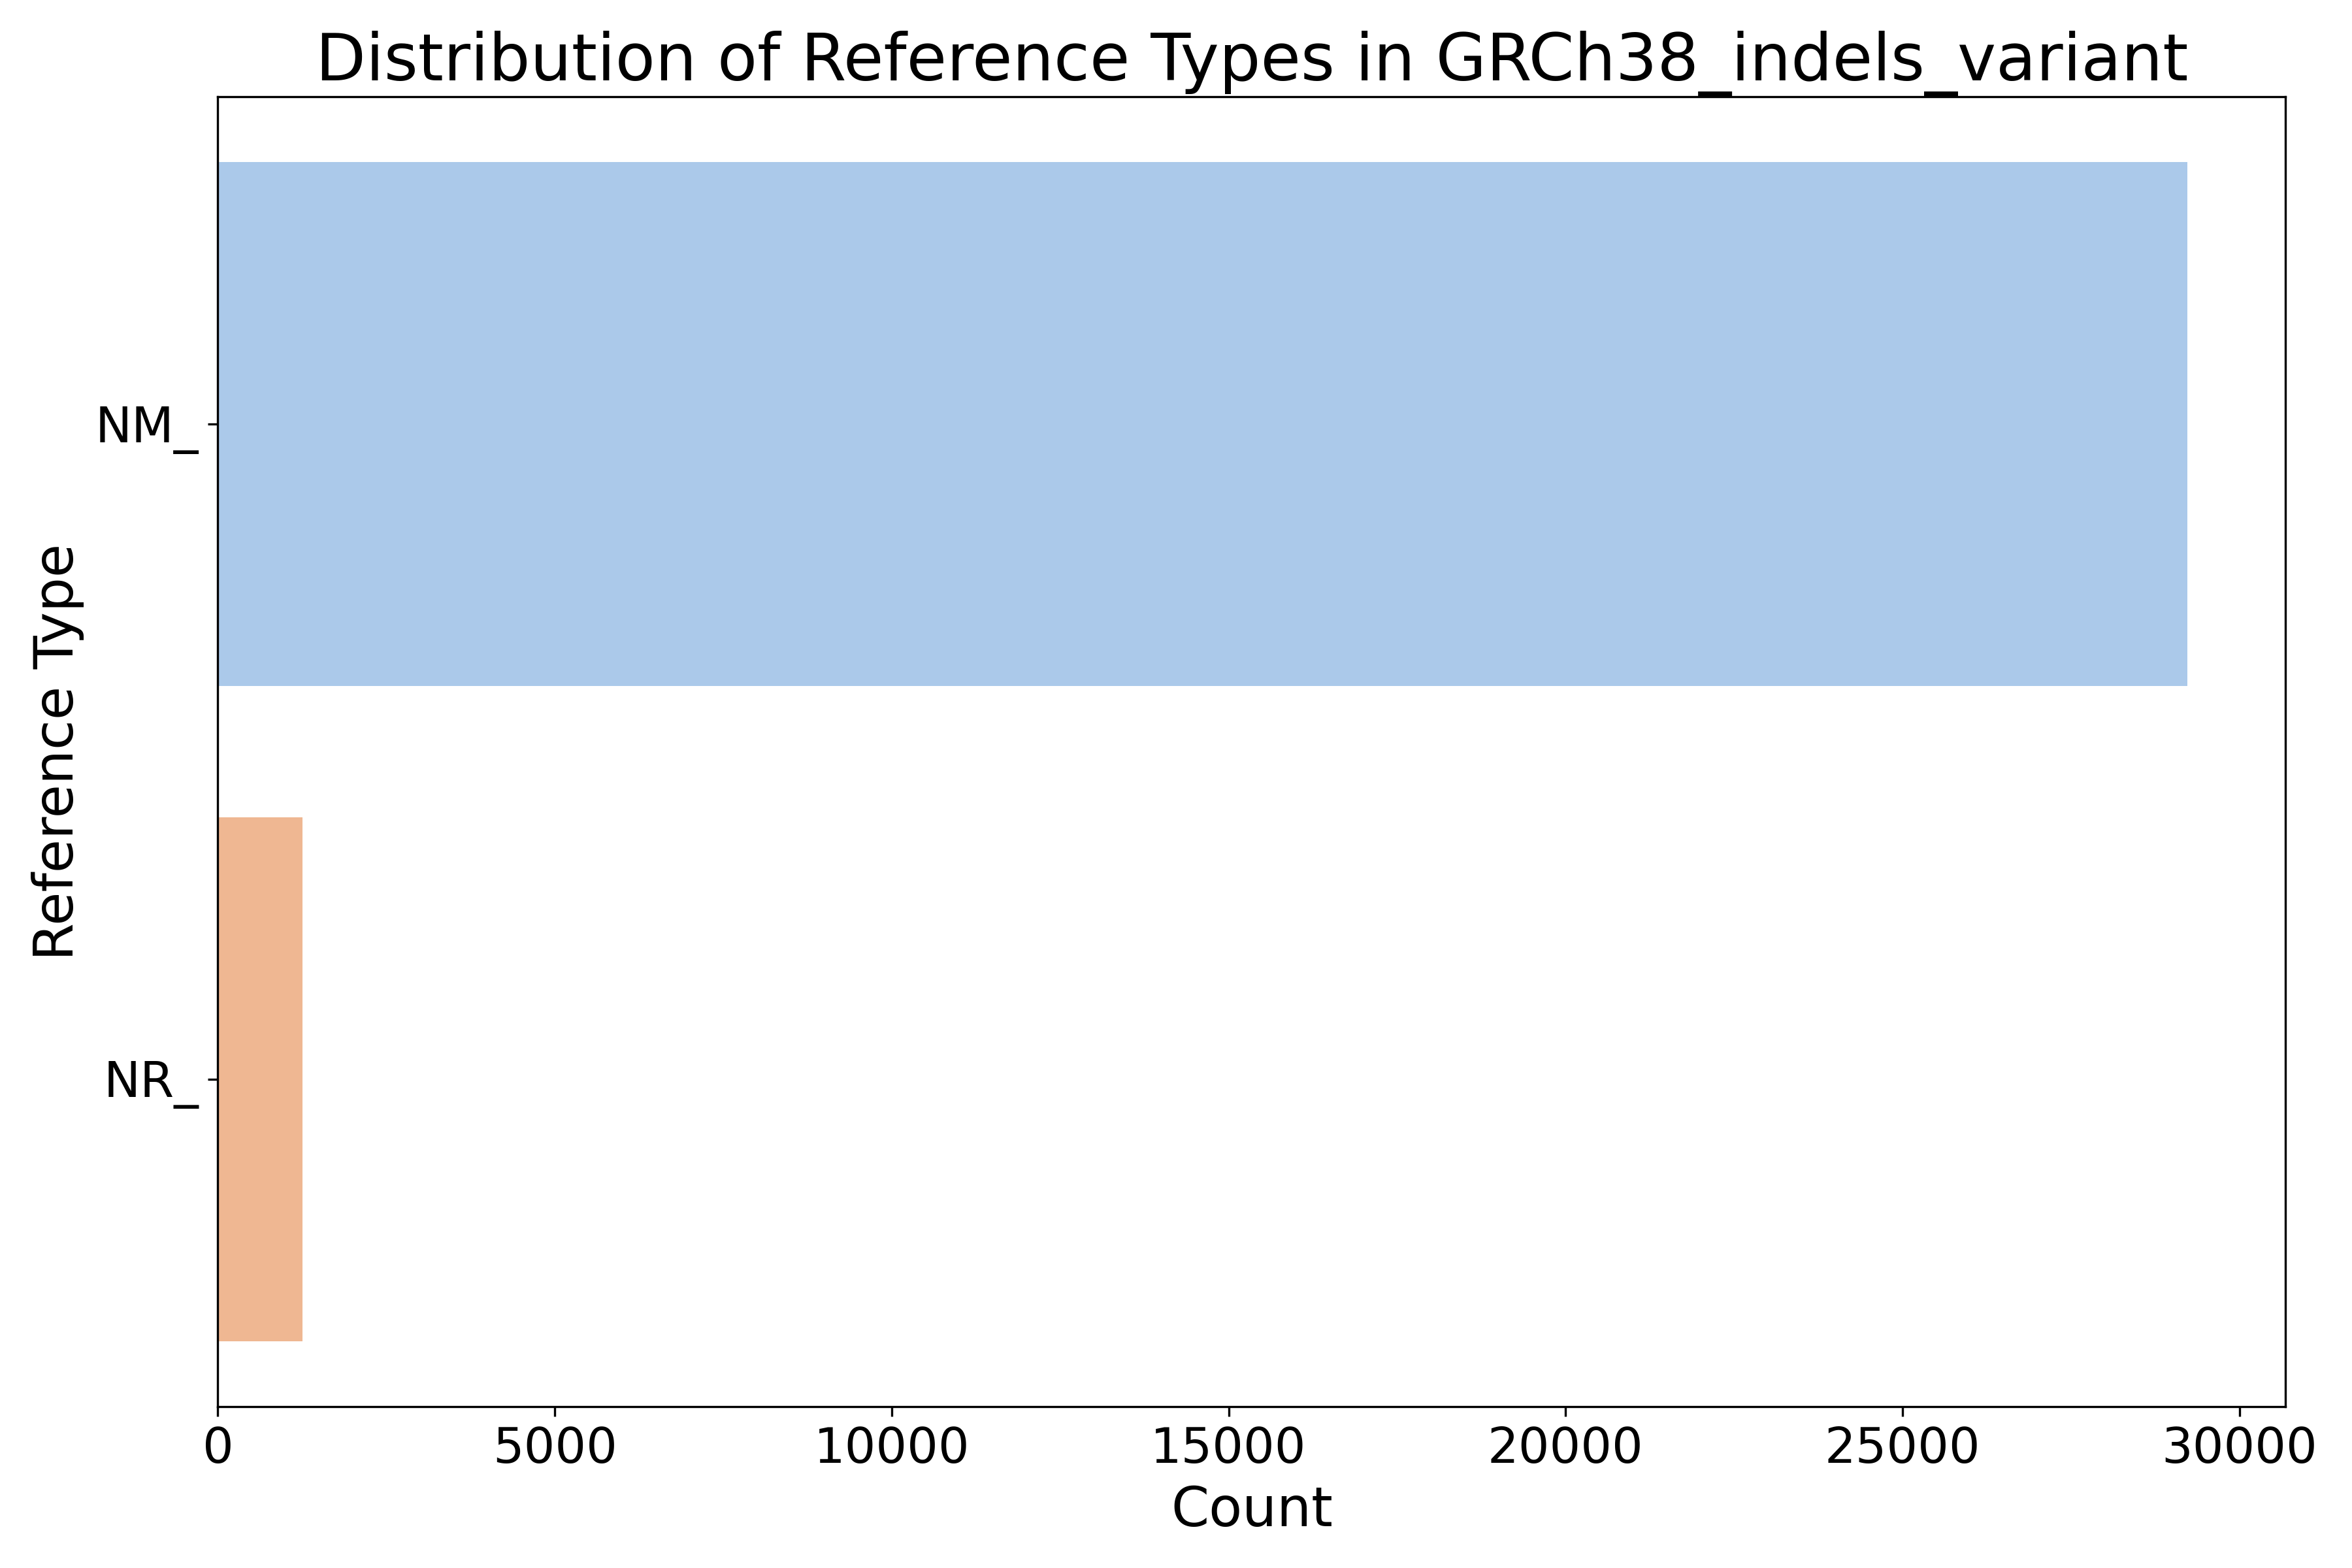 Distribution of Reference Types in GRCh38_indels_variant
Reference Type
NM_
NR_
0 5000 10000 15000 20000 25000 30000
Count